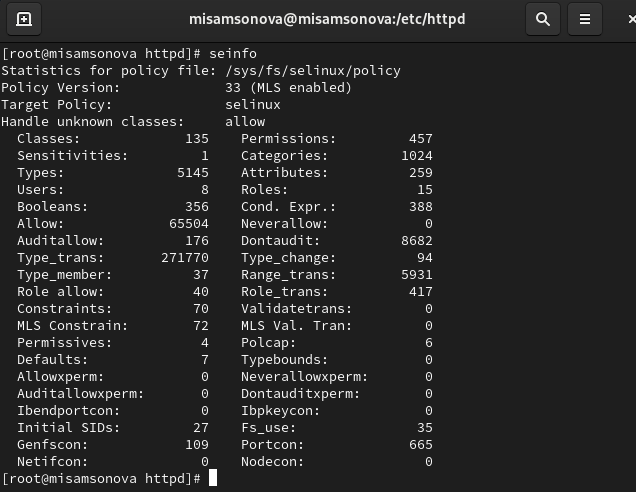 misamsonova@misamsonova:/etc/httpd
[root@misamsonova httpd]# seinfo
Statistics for policy file: /sys/fs/selinux/policy
Policy Version:             33 (MLS enabled)
Target Policy:              selinux
Handle unknown classes:     allow
  Classes:             135    Permissions:         457
  Sensitivities:         1    Categories:         1024
  Types:              5145    Attributes:          259
  Users:                 8    Roles:                15
  Booleans:            356    Cond. Expr.:         388
  Allow:             65504    Neverallow:            0
  Auditallow:          176    Dontaudit:          8682
  Type_trans:       271770    Type_change:          94
  Type_member:          37    Range_trans:        5931
  Role allow:           40    Role_trans:          417
  Constraints:          70    Validatetrans:         0
  MLS Constrain:        72    MLS Val. Tran:         0
  Permissives:           4    Polcap:                6
  Defaults:              7    Typebounds:            0
  Allowxperm:            0    Neverallowxperm:       0
  Auditallowxperm:       0    Dontauditxperm:        0
  Ibendportcon:          0    Ibpkeycon:             0
  Initial SIDs:         27    Fs_use:               35
  Genfscon:            109    Portcon:             665
  Netifcon:              0    Nodecon:               0
[root@misamsonova httpd]#